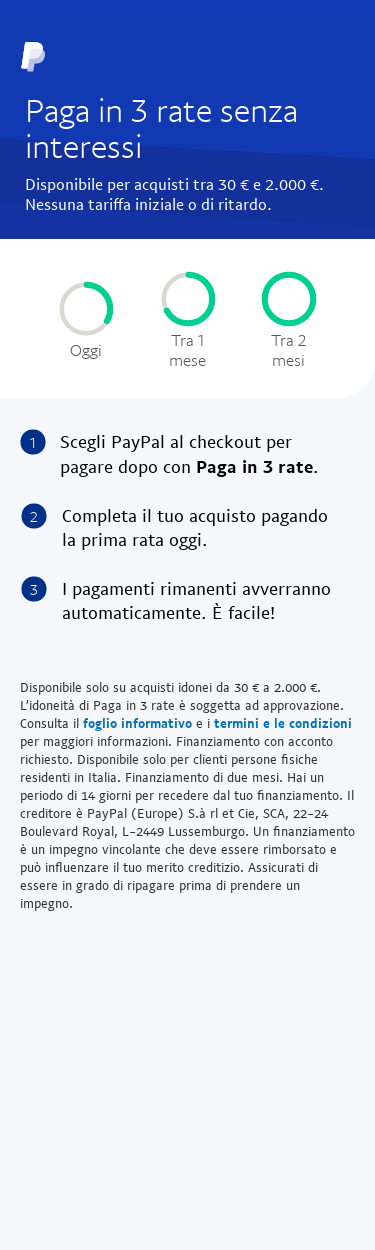 Paga in 3 rate senza
interessi
Disponibile per acquisti tra 30 € e 2.000 €.
Nessuna tariffa iniziale o di ritardo.
Oggi
Tra 1
mese
Tra 2
mesi
1 Scegli PayPal al checkout per
pagare dopo con Paga in 3 rate.
2 Completa il tuo acquisto pagando
la prima rata oggi.
3 I pagamenti rimanenti avverranno
automaticamente. È facile!
Disponibile solo su acquisti idonei da 30 € a 2.000 €.
L'idoneità di Paga in 3 rate è soggetta ad approvazione.
Consulta il foglio informativo e i termini e le condizioni
per maggiori informazioni. Finanziamento con acconto
richiesto. Disponibile solo per clienti persone fisiche
residenti in Italia. Finanziamento di due mesi. Hai un
periodo di 14 giorni per recedere dal tuo finanziamento. Il
creditore è PayPal (Europe) S.à rl et Cie, SCA, 22-24
Boulevard Royal, L-2449 Lussemburgo. Un finanziamento
è un impegno vincolante che deve essere rimborsato e
può influenzare il tuo merito creditizio. Assicurati di
essere in grado di ripagare prima di prendere un
impegno.